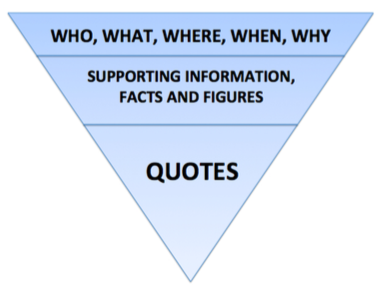 WHO, WHAT, WHERE, WHEN, WHY
SUPPORTING INFORMATION,
FACTS AND FIGURES
QUOTES